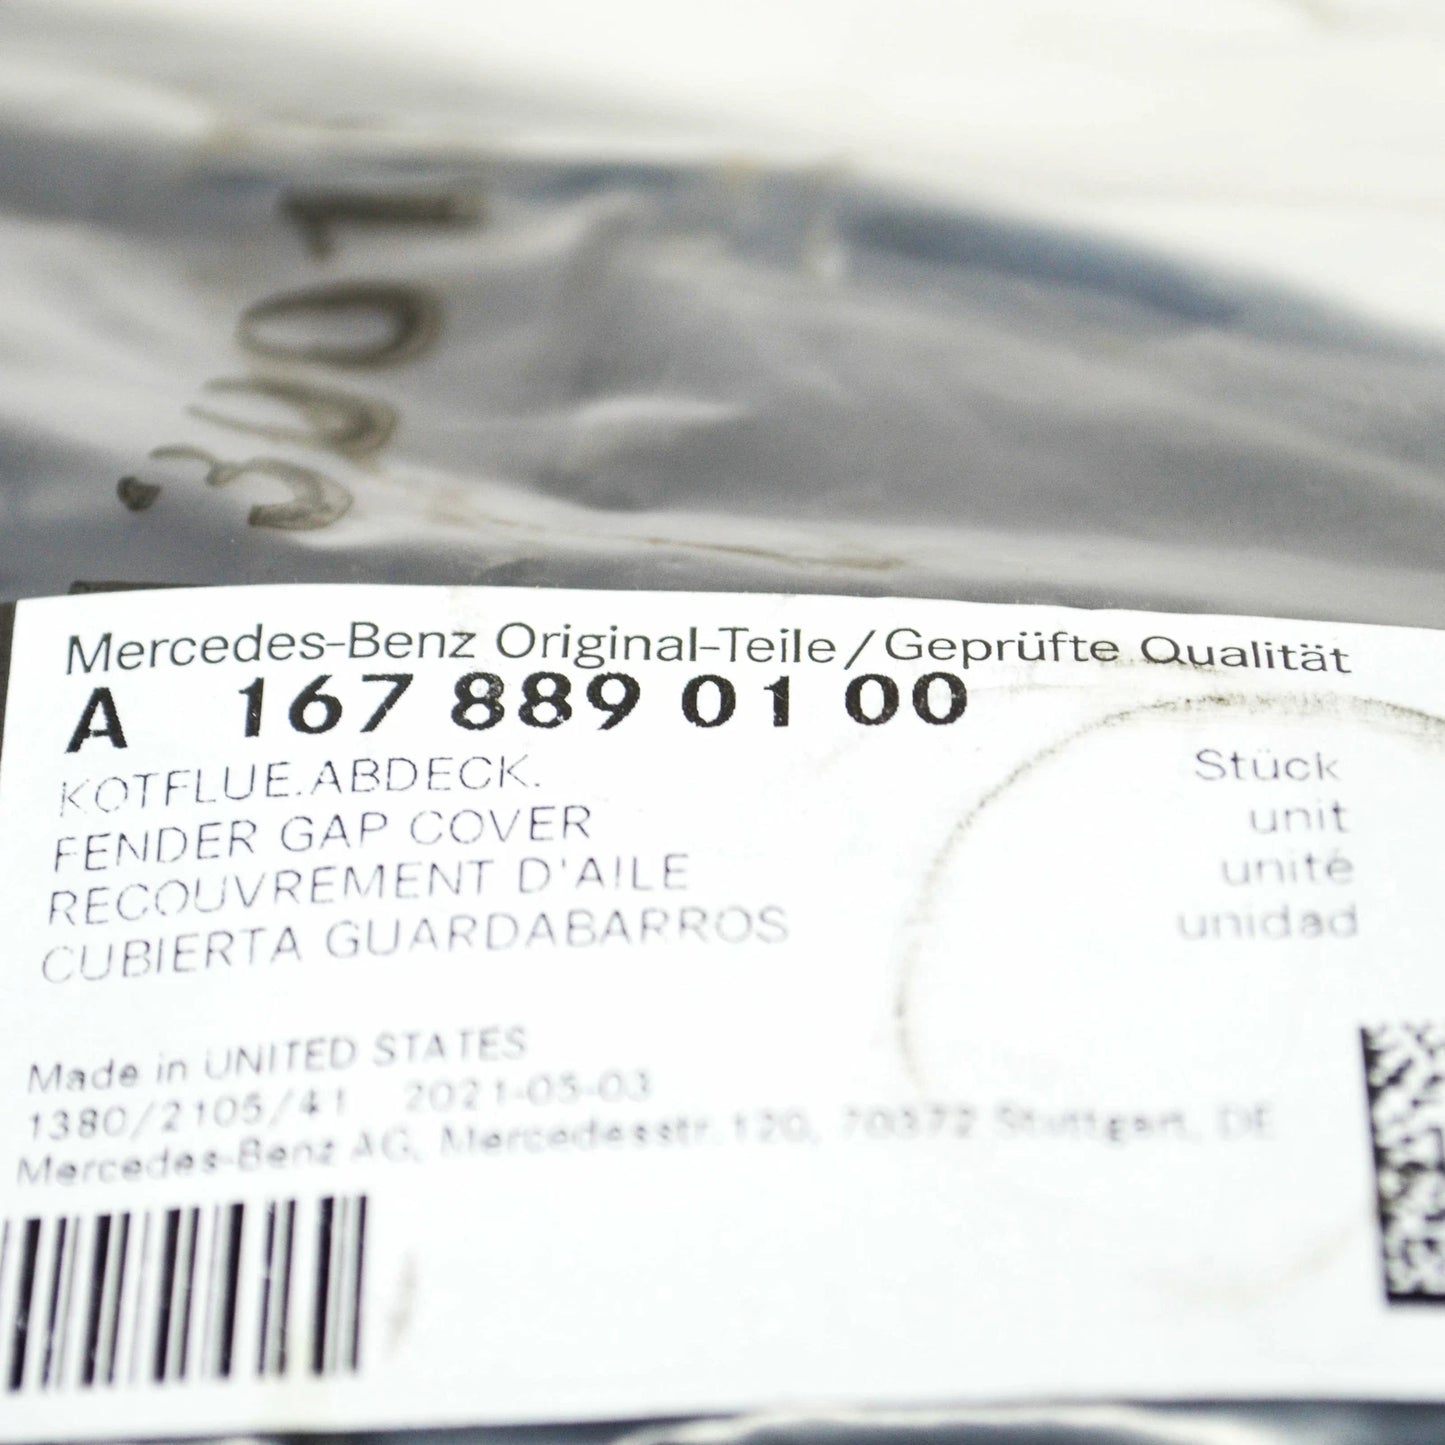 Mercedes-Benz Original-Teile/Geprüfte Qualität
A 167 889 01 00
KOTFLUE.ABDECK.
FENDER GAP COVER
RECOUVREMENT D'AILE
CUBIERTA GUARDABARROS
Stück
unit
unité
unidad
Made in UNITED STATES
1380/2105/41 2021-05-03
Mercedes-Benz AG, Mercedesstr. 120, 70372 Stuttgart, DE